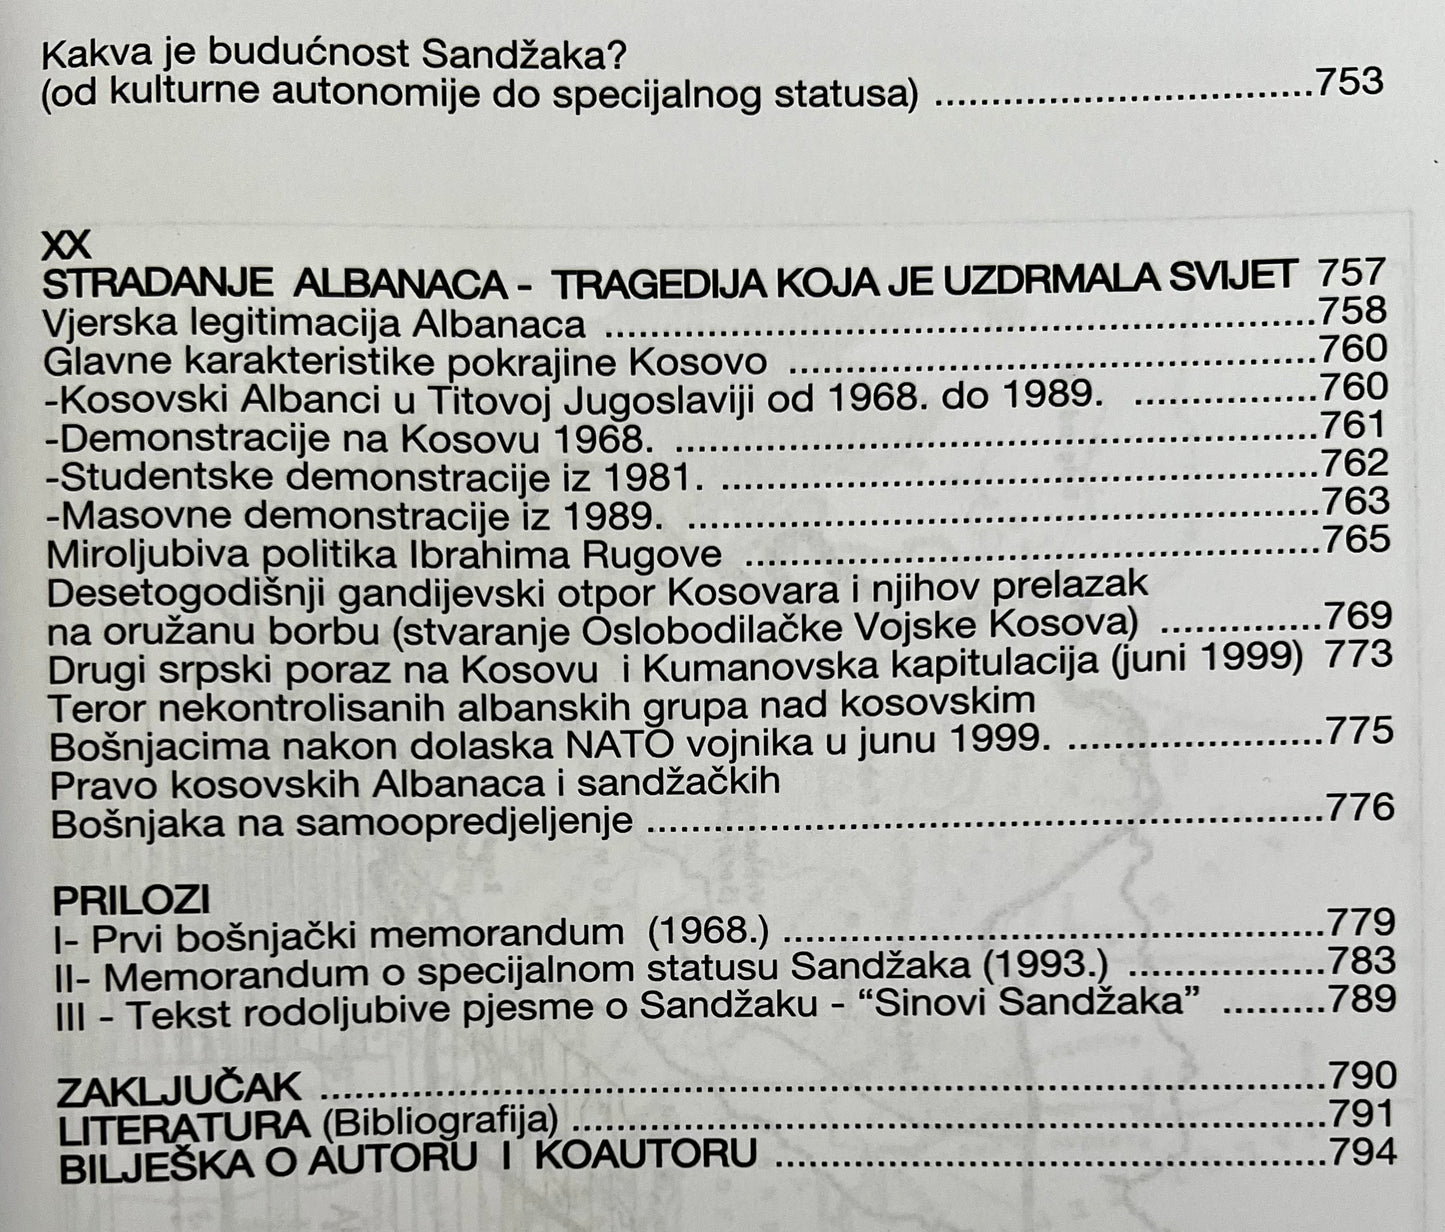 Kakva je budućnost Sandžaka?
(od kulturne autonomije do specijalnog statusa) .................................753
XX
STRADANJE ALBANACA - TRAGEDIJA KOJA JE UZDRMALA SVIJET 757
Vjerska legitimacija Albanaca ..............................................................758
Glavne karakteristike pokrajine Kosovo ..............................................760
-Kosovski Albanci u Titovoj Jugoslaviji od 1968. do 1989. ................760
-Demonstracije na Kosovu 1968. ........................................................761
-Studentske demonstracije iz 1981. ....................................................762
-Masovne demonstracije iz 1989. .......................................................763
Miroljubiva politika Ibrahima Rugove ..................................................765
Desetogodišnji gandijevski otpor Kosovara i njihov prelazak
na oružanu borbu (stvaranje Oslobodilačke Vojske Kosova) ..............769
Drugi srpski poraz na Kosovu i Kumanovska kapitulacija (juni 1999) 773
Teror nekontrolisanih albanskih grupa nad kosovskim
Bošnjacima nakon dolaska NATO vojnika u junu 1999. ......................775
Pravo kosovskih Albanaca i sandžačkih
Bošnjaka na samoopredjeljenje ...........................................................776
PRILOZI
I- Prvi bošnjački memorandum (1968.) ...............................................779
II- Memorandum o specijalnom statusu Sandžaka (1993.) .................783
III - Tekst rodoljubive pjesme o Sandžaku - “Sinovi Sandžaka” .........789
ZAKLJUČAK ........................................................................................790
LITERATURA (Bibliografija) ..................................................................791
BILJEŠKA O AUTORU I KOAUTORU ................................................794